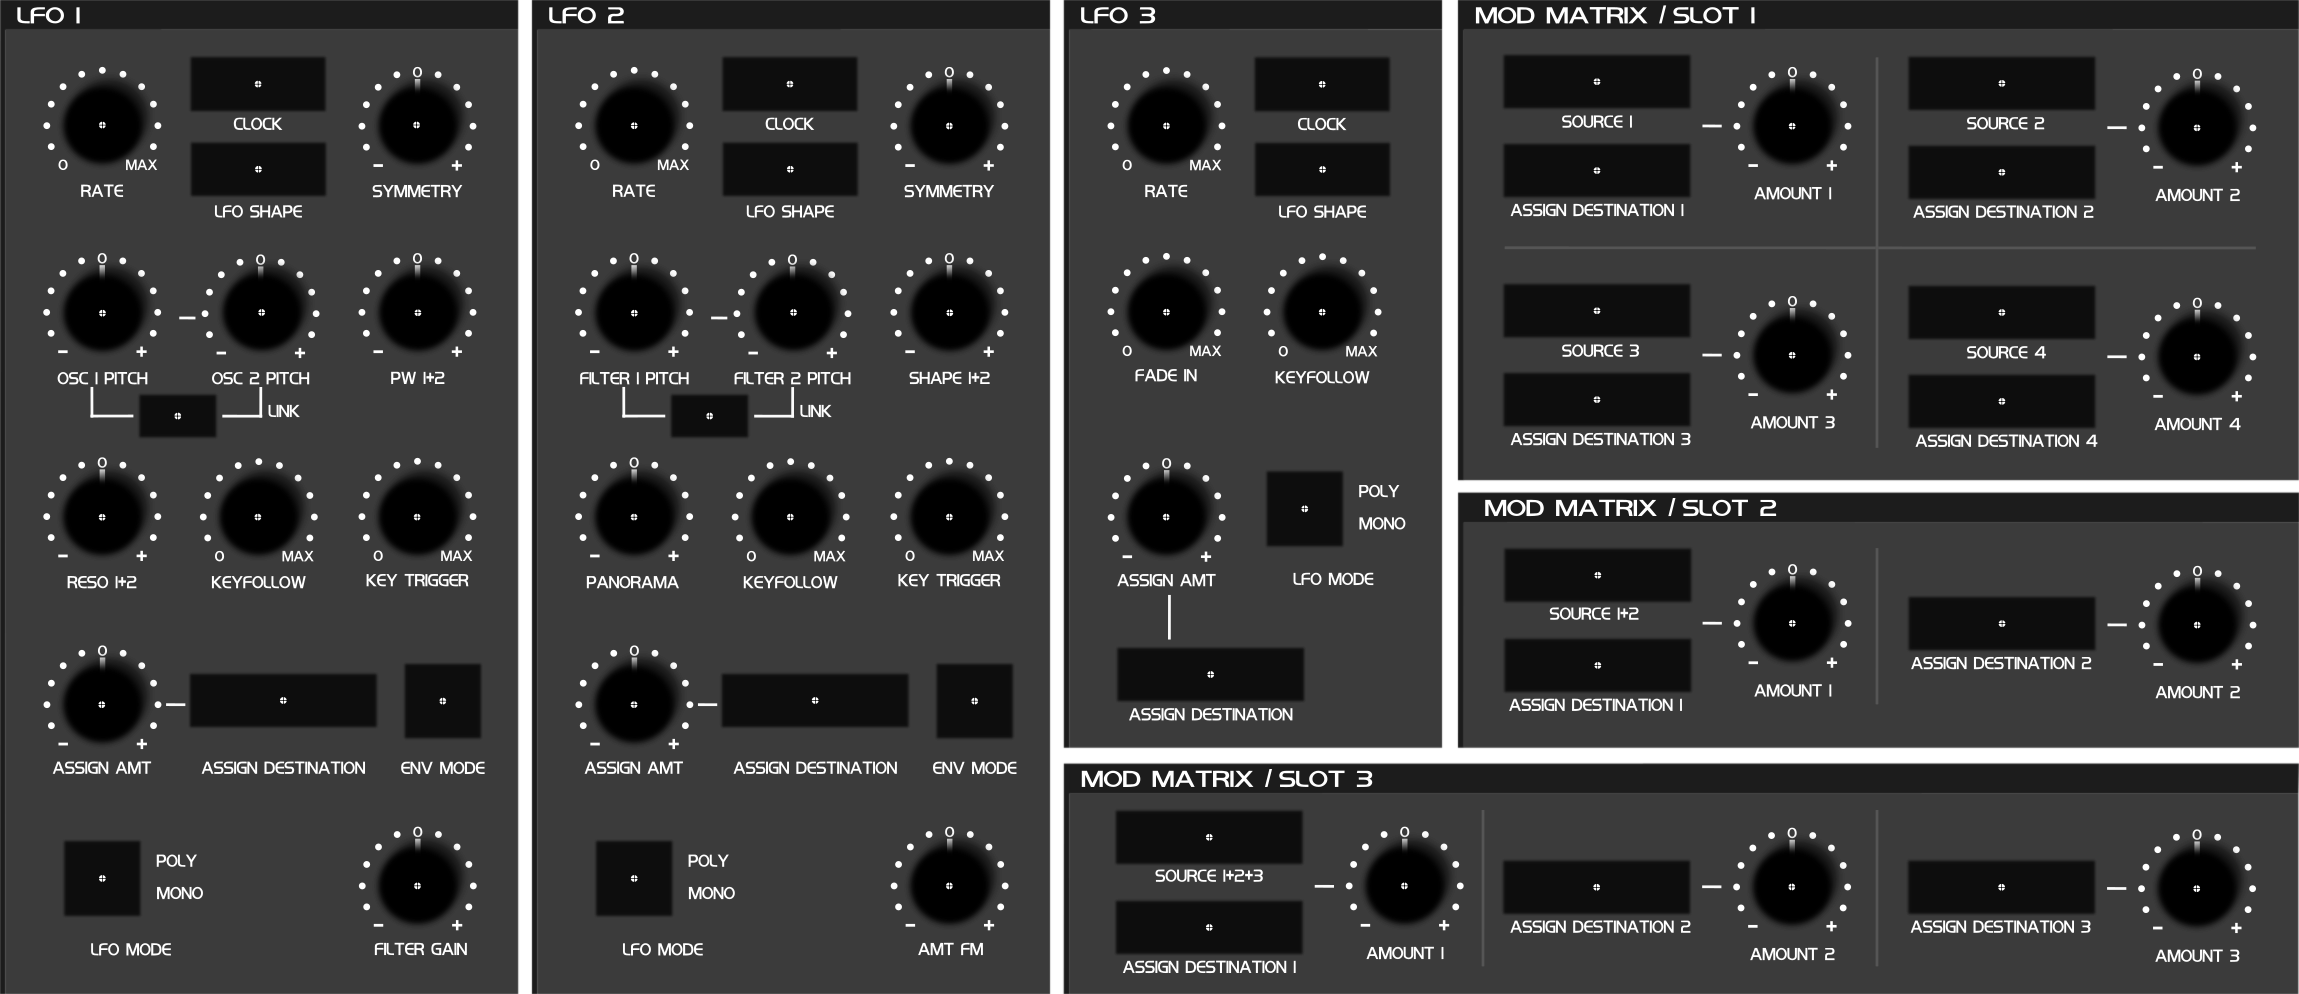 LFO 1
0 MAX
RATE
CLOCK
LFO SHAPE
0
- +
SYMMETRY
0
- +
OSC 1 PITCH
0
- +
OSC 2 PITCH
LINK
0
- +
PW 1+2
0
- +
RESO 1+2
0 MAX
KEYFOLLOW
0 MAX
KEY TRIGGER
0
- +
ASSIGN AMT
ASSIGN DESTINATION
ENV MODE
POLY
MONO
LFO MODE
0
- +
FILTER GAIN
LFO 2
0 MAX
RATE
CLOCK
LFO SHAPE
0
- +
SYMMETRY
0
- +
FILTER 1 PITCH
0
- +
FILTER 2 PITCH
LINK
0
- +
SHAPE 1+2
0
- +
PANORAMA
0 MAX
KEYFOLLOW
0 MAX
KEY TRIGGER
0
- +
ASSIGN AMT
ASSIGN DESTINATION
ENV MODE
POLY
MONO
LFO MODE
0
- +
AMT FM
LFO 3
0 MAX
RATE
CLOCK
LFO SHAPE
0 MAX
FADE IN
0 MAX
KEYFOLLOW
0
- +
ASSIGN AMT
POLY
MONO
LFO MODE
ASSIGN DESTINATION
MOD MATRIX / SLOT 1
SOURCE 1
ASSIGN DESTINATION 1
0
- +
AMOUNT 1
SOURCE 2
ASSIGN DESTINATION 2
0
- +
AMOUNT 2
SOURCE 3
ASSIGN DESTINATION 3
0
- +
AMOUNT 3
SOURCE 4
ASSIGN DESTINATION 4
0
- +
AMOUNT 4
MOD MATRIX / SLOT 2
SOURCE 1+2
ASSIGN DESTINATION 1
0
- +
AMOUNT 1
ASSIGN DESTINATION 2
0
- +
AMOUNT 2
MOD MATRIX / SLOT 3
SOURCE 1+2+3
ASSIGN DESTINATION 1
0
- +
AMOUNT 1
ASSIGN DESTINATION 2
0
- +
AMOUNT 2
ASSIGN DESTINATION 3
0
- +
AMOUNT 3